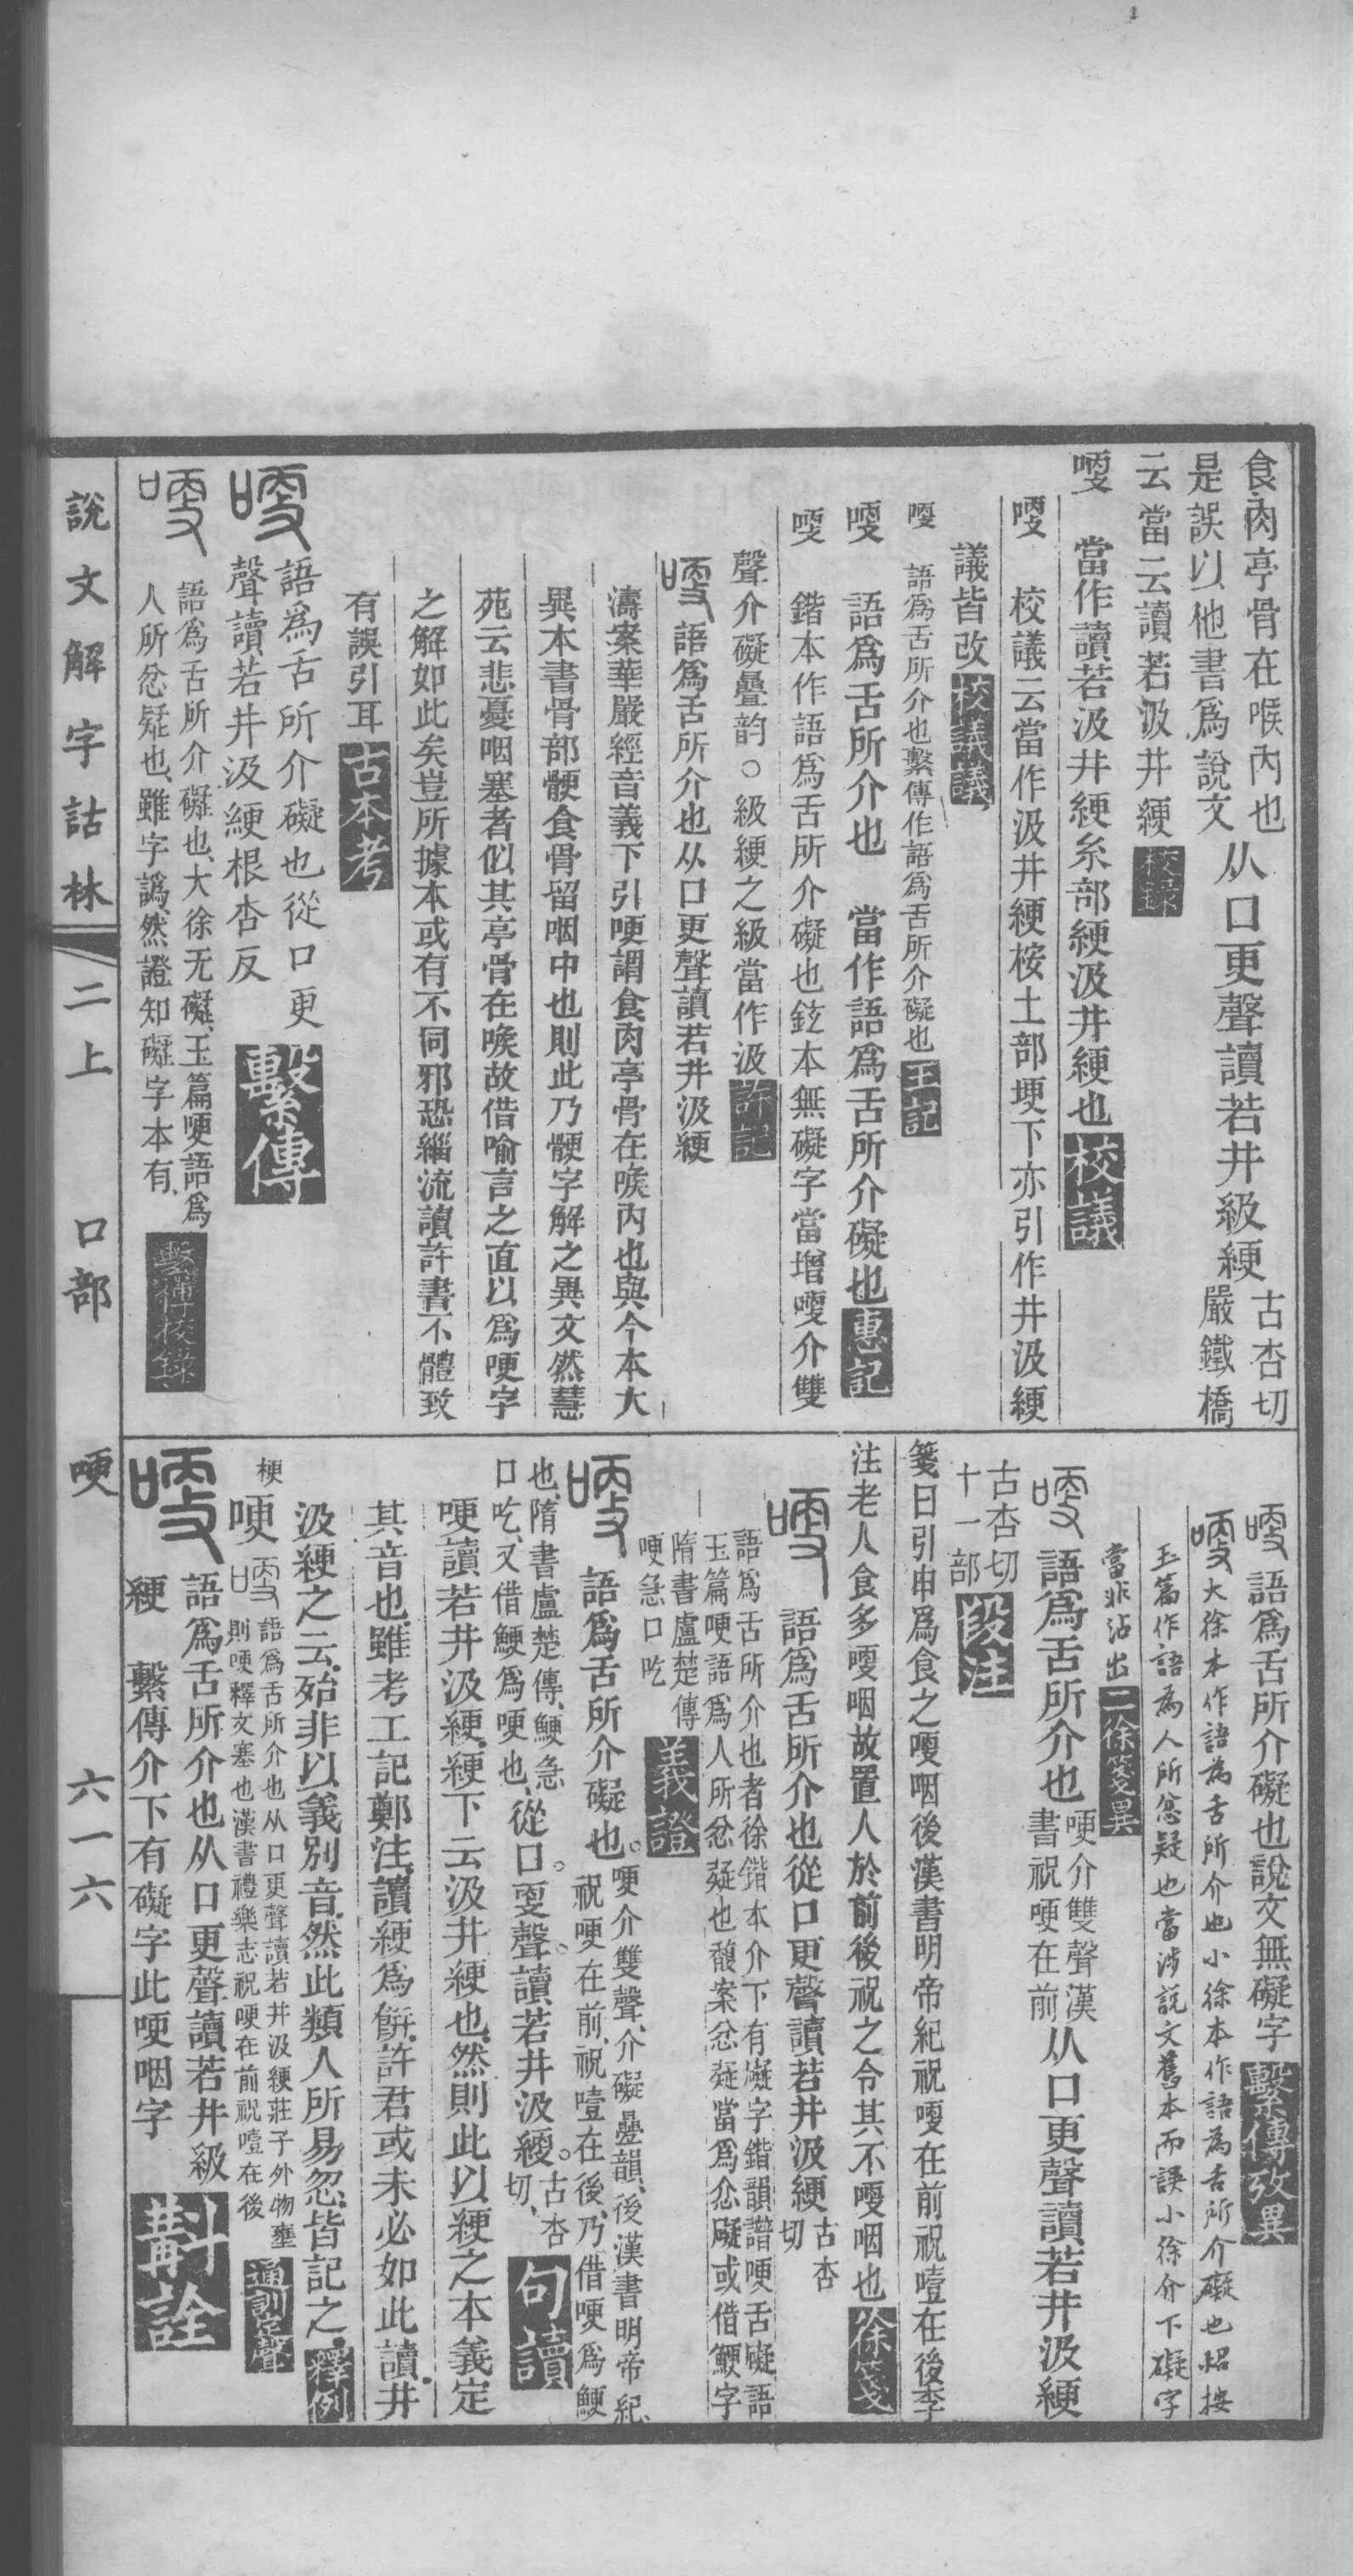 食肉亭骨在喉內也
是誤以他書爲說文
从口更聲讀若井級綆
古杏切
嚴鐵橋
云當云讀若汲井綆校錄
哽 當作讀若汲井綆糸部綆汲井綆也校議
哽 校議云當作汲井綆桉土部埂下亦引作井汲綆
議皆改校議議
哽 語爲舌所介也繫傳作語爲舌所介礙也王記
哽 語爲舌所介也 當作語爲舌所介礙也惠記
哽 鍇本作語爲舌所介礙也鉉本無礙字當增哽介雙
聲介礙曡韵○級綆之級當作汲許記
哽 語爲舌所介也从口更聲讀若井汲綆
濤案華嚴經音義下引哽謂食肉亭骨在喉內也與今本大
異本書骨部骾食骨留咽中也則此乃骾字解之異文然慧
苑云悲憂咽塞者似其亭骨在喉故借喻言之直以爲哽字
之解如此矣豈所據本或有不同邪恐緇流讀許書不體致
有誤引耳古本考
哽 語爲舌所介礙也從口更
聲讀若井汲綆根杏反繫傳
哽 語爲舌所介礙也大徐无礙玉篇哽語爲
人所忿疑也雖字譌然證知礙字本有繫傳校錄
哽 語爲舌所介礙也說文無礙字繫傳攷異
哽 大徐本作語為舌所介也小徐本作語為舌所介礙也紹按
玉篇作語為人所忿疑也當涉說文舊本而誤小徐介下礙字
當非沾出二徐箋異
哽 語爲舌所介也
哽介雙聲漢
書祝哽在前
从口更聲讀若井汲綆
古杏切
十一部
段注
箋曰引申爲食之哽咽後漢書明帝紀祝哽在前祝噎在後李
注老人食多哽咽故置人於前後祝之令其不哽咽也徐箋
哽 語爲舌所介也從口更聲讀若井汲綆
古杏
切
語爲舌所介也者徐鍇本介下有礙字鍇韻譜哽舌礙語
玉篇哽語爲人所忿疑也馥案忿疑當爲忿礙或借鯁字
隋書盧楚傳
哽急口吃
義證
哽 語爲舌所介礙也
哽介雙聲介礙曡韻後漢書明帝紀
祝哽在前祝噎在後乃借哽爲鯁
也隋書盧楚傳鯁急
口吃又借鯁爲哽也
從口㪅聲讀若井汲綆
古杏
切
句讀
哽讀若井汲綆綆下云汲井綆也然則此以綆之本義定
其音也雖考工記鄭注讀綆爲餠許君或未必如此讀井
汲綆之云殆非以義別音然此類人所易忽皆記之釋例
梗 哽 語爲舌所介也从口更聲讀若井汲綆莊子外物壅
則哽釋文塞也漢書禮樂志祝哽在前祝噎在後通訓定聲
哽 語爲舌所介也从口更聲讀若井級
綆 繫傳介下有礙字此哽咽字斠詮
說文解字詁林 二上 口部 哽 六一六